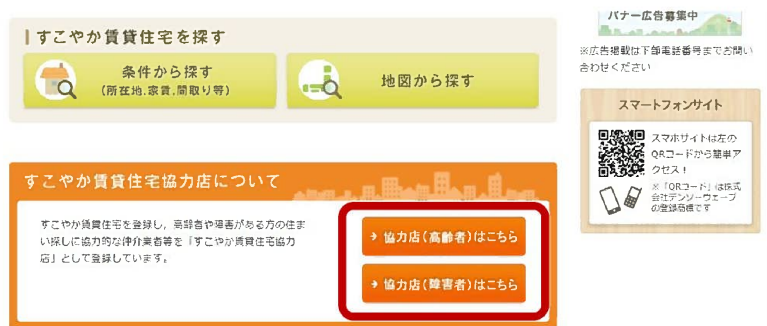 すこやか賃貸住宅を探す
条件から探す
(所在地.家賃.間取り等)
地図から探す
すこやか賃貸住宅協力店について
すこやか賃貸住宅を登録し，高齢者や障害がある方の住ま
い探しに協力的な仲介業者等を「すこやか賃貸住宅協力
店」として登録しています。
協力店(高齢者)はこちら
協力店(障害者)はこちら
バナー広告募集中
※広告掲載は下部電話番号までお問い
合わせください
スマートフォンサイト
スマホサイトは左の
QRコードから簡単ア
クセス！
※「QRコード」は株式
会社デンソーウェーブ
の登録商標です